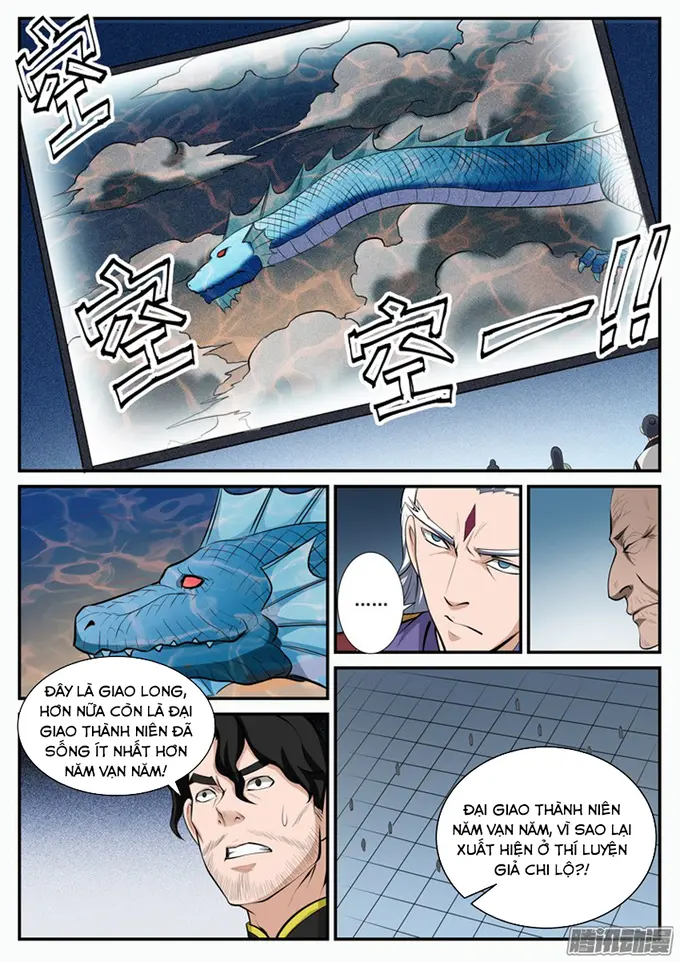 空
空
空一!!
......
ĐÂY LÀ GIAO LONG,
HƠN NỮA CÒN LÀ ĐẠI
GIAO THÀNH NIÊN ĐÃ
SỐNG ÍT NHẤT HƠN
NĂM VẠN NĂM!
ĐẠI GIAO THÀNH NIÊN
NĂM VẠN NĂM, VÌ SAO LẠI
XUẤT HIỆN Ở THÍ LUYỆN
GIẢ CHI LỘ?!
腾讯动漫